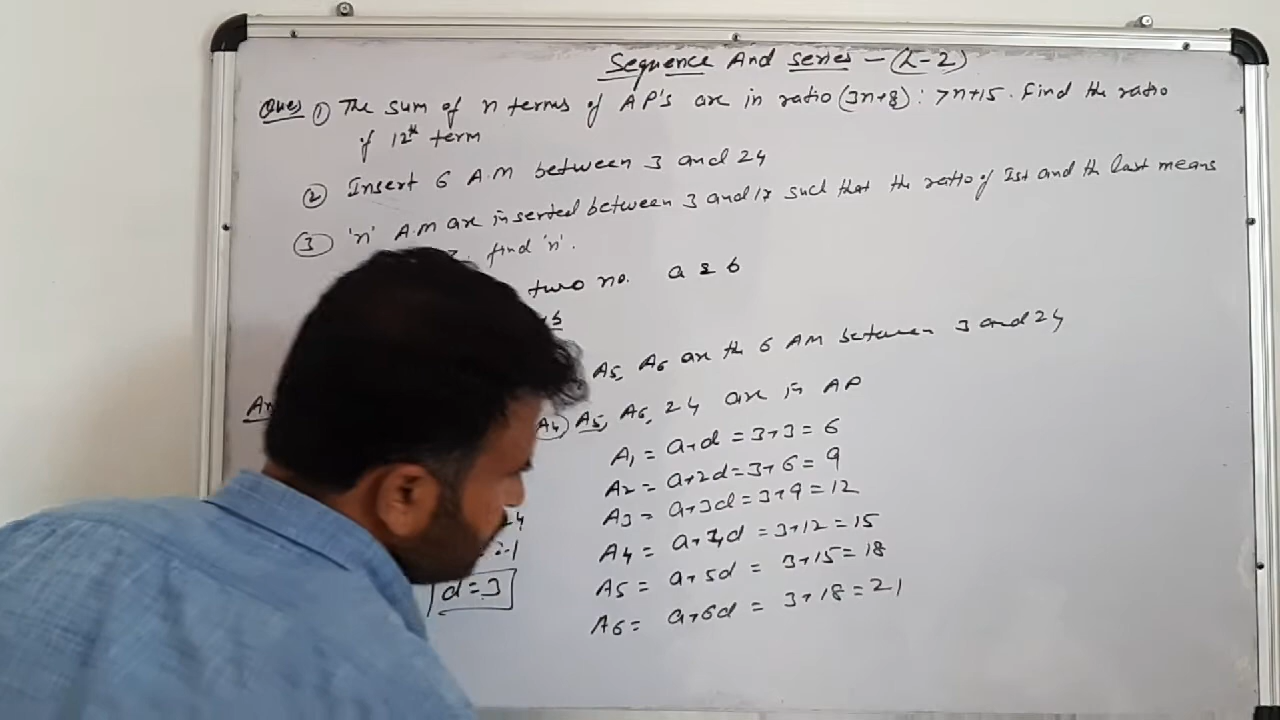 Sequence And series - (L-2)
Ques ① The sum of n terms of AP's are in ratio (3n+8) : 7n+15. Find the ratio
of 12th term
② Insert 6 A.M between 3 and 24
③ 'n' A.M are inserted between 3 and 17 such that the ratio of Ist and the last means
find 'n'.
two no. a & b
A5, A6 are the 6 AM between 3 and 24
A4, A5, A6, 24 are in AP
A1 = a+d = 3+3 = 6
A2 = a+2d = 3+6 = 9
A3 = a+3d = 3+9 = 12
A4 = a+4d = 3+12 = 15
A5 = a+5d = 3+15 = 18
A6 = a+6d = 3+18 = 21
d=3